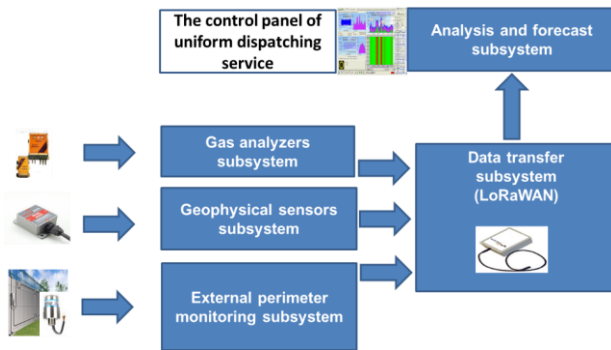 The control panel of
uniform dispatching
service
Analysis and forecast
subsystem
Gas analyzers
subsystem
Data transfer
subsystem
(LoRaWAN)
Geophysical sensors
subsystem
External perimeter
monitoring subsystem